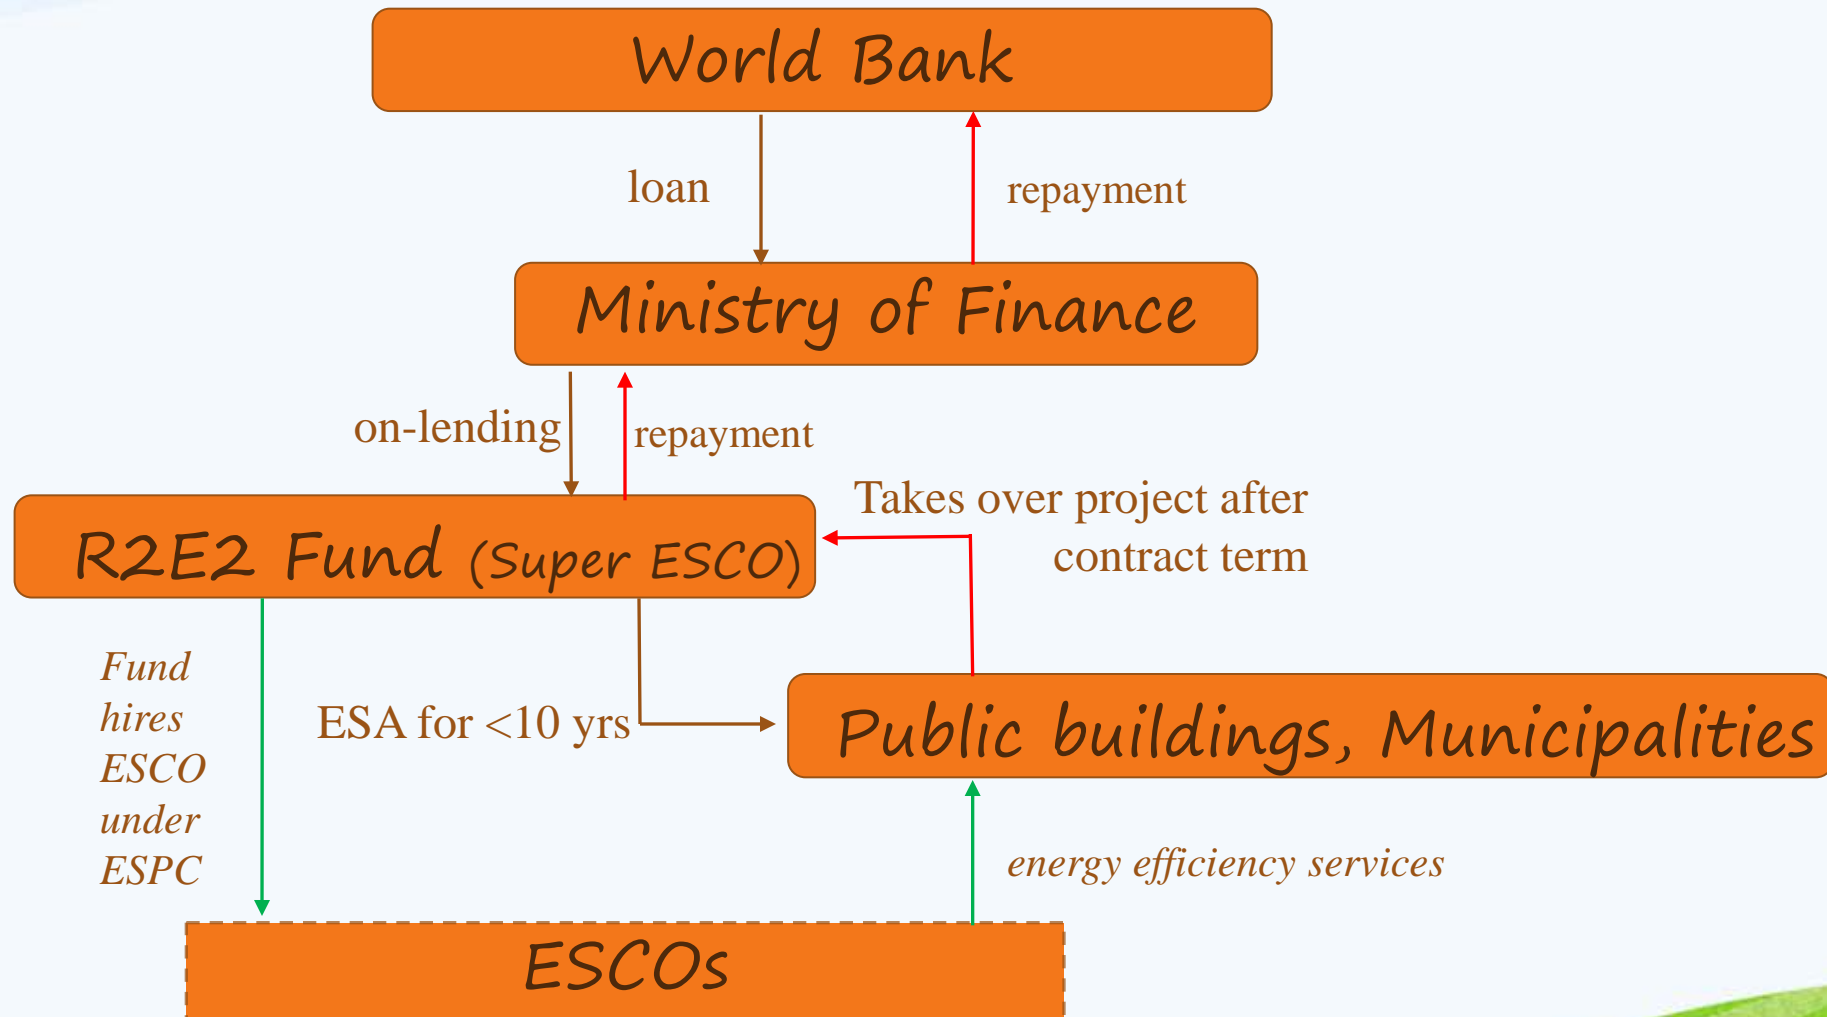 World Bank
loan
repayment
Ministry of Finance
on-lending
repayment
Takes over project after
contract term
R2E2 Fund (Super ESCO)
Fund
hires
ESCO
under
ESPC
ESA for <10 yrs
Public buildings, Municipalities
energy efficiency services
ESCOs